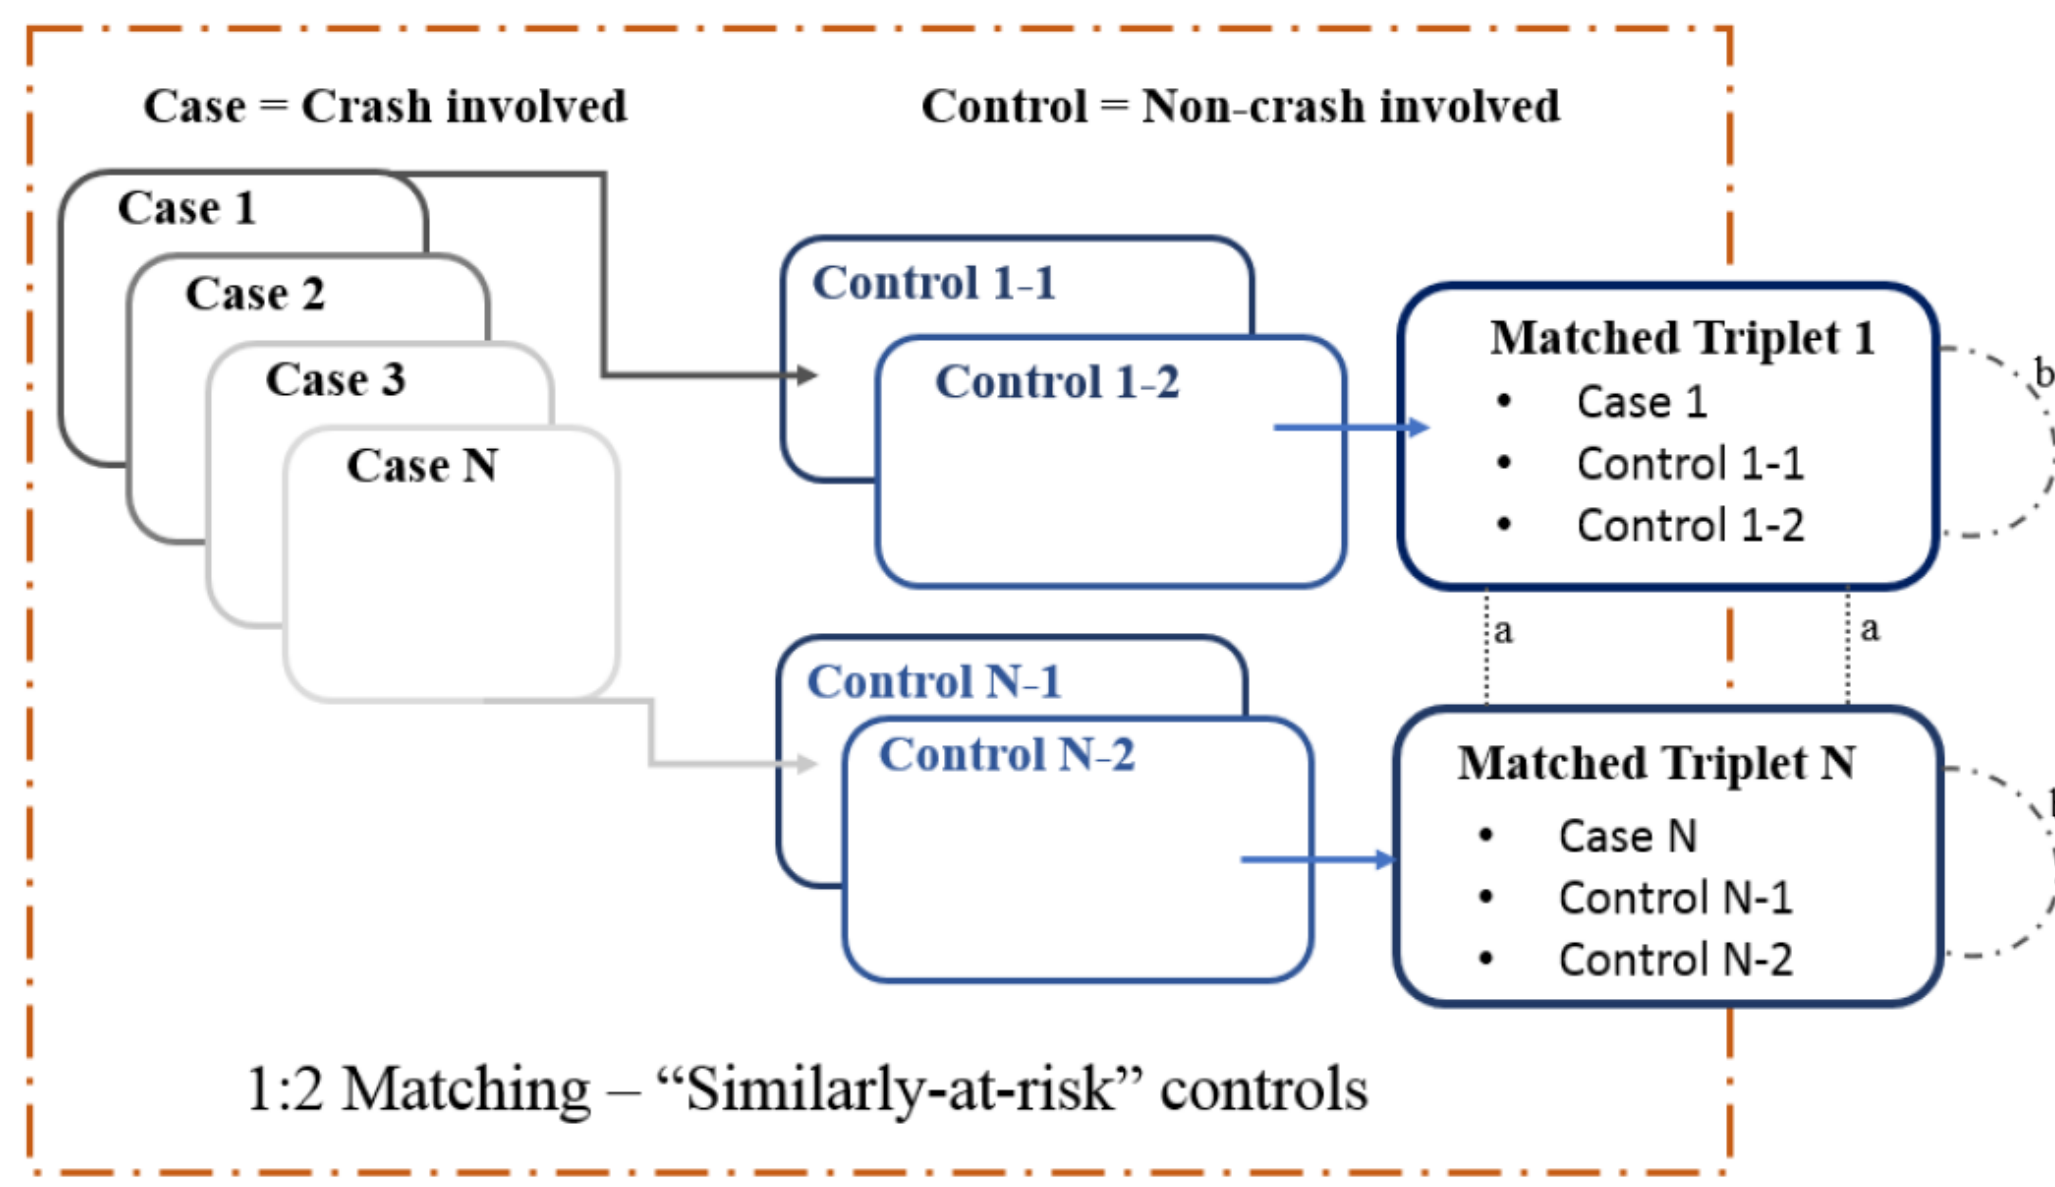 Case = Crash involved
Control = Non-crash involved
Case 1
Case 2
Case 3
Case N
Control 1-1
Control 1-2
Matched Triplet 1
• Case 1
• Control 1-1
• Control 1-2
b
a
a
Control N-1
Control N-2
Matched Triplet N
• Case N
• Control N-1
• Control N-2
1:2 Matching – “Similarly-at-risk” controls